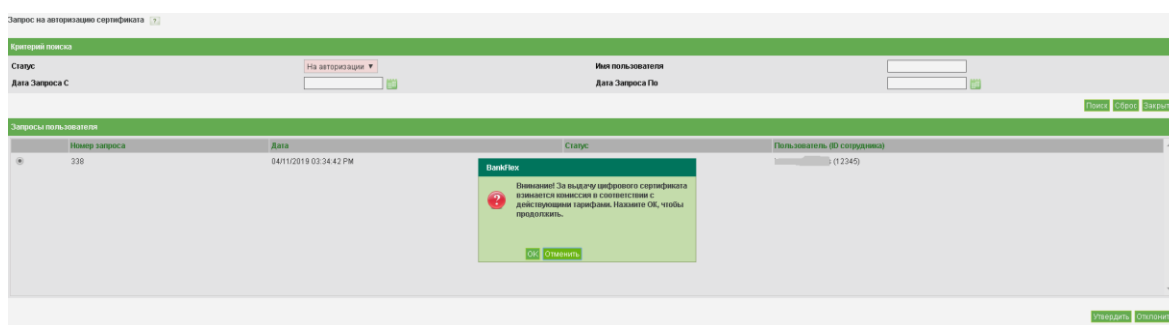 Запрос на авторизацию сертификата ?
Критерий поиска
Статус На авторизации ▼ Имя пользователя
Дата Запроса С Дата Запроса По
Поиск Сброс Закрыт
Запросы пользователя
Номер запроса Дата Статус Пользователь (ID сотрудника)
338 04/11/2019 03:34:42 PM (12345)
BankFlex
Внимание! За выдачу цифрового сертификата
взимается комиссия в соответствии с
действующими тарифами. Нажмите ОК, чтобы
продолжить.
OK Отменить
Утвердить Отклонит